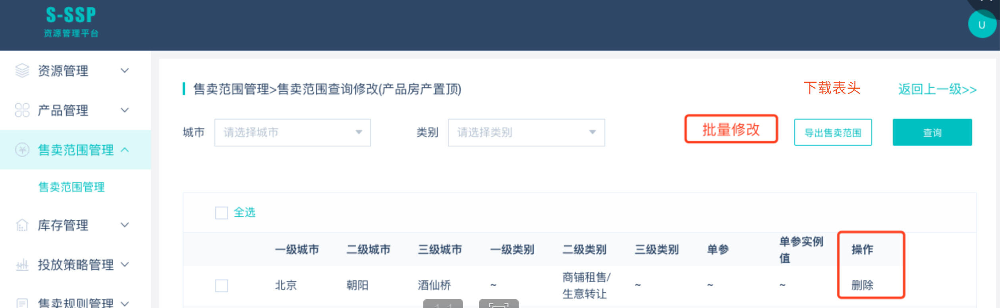 S-SSP
资源管理平台
U
资源管理
产品管理
售卖范围管理
售卖范围管理
库存管理
投放策略管理
售卖规则管理
售卖范围管理>售卖范围查询修改(产品房产置顶)
下载表头
返回上一级>>
城市
请选择城市
类别
请选择类别
批量修改
导出售卖范围
查询
全选
一级城市
二级城市
三级城市
一级类别
二级类别
三级类别
单参
单参实例
值
操作
北京
朝阳
酒仙桥
~
商铺租售/
生意转让
~
~
~
删除